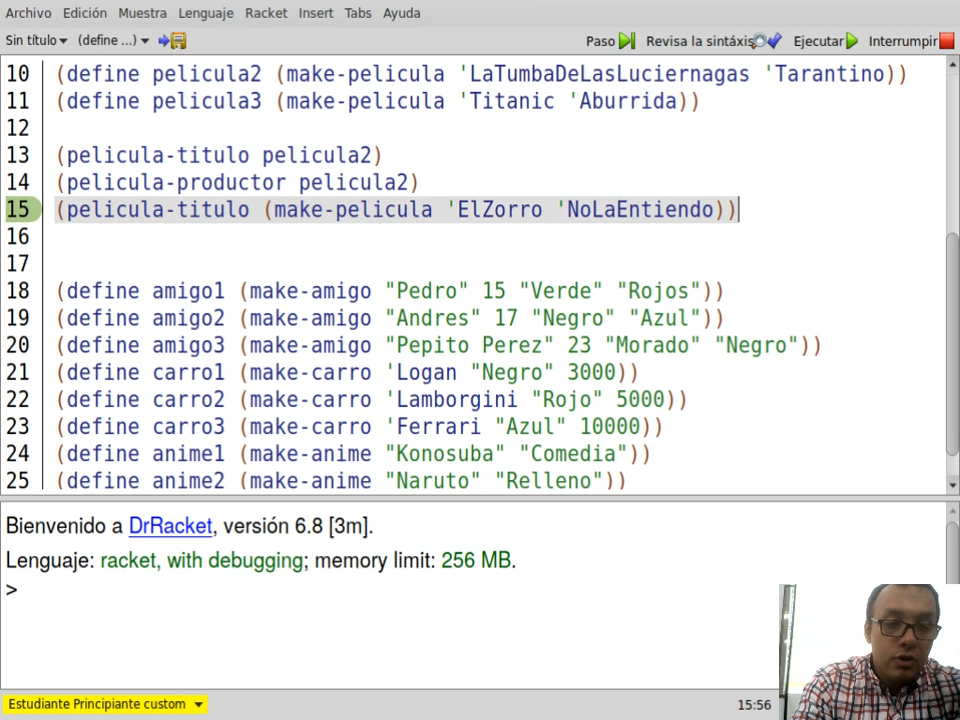 Archivo Edición Muestra Lenguaje Racket Insert Tabs Ayuda
Sin título (define ...) Paso Revisa la sintáxis Ejecutar Interrumpir
10 (define pelicula2 (make-pelicula 'LaTumbaDeLasLuciernagas 'Tarantino))
11 (define pelicula3 (make-pelicula 'Titanic 'Aburrida))
12
13 (pelicula-titulo pelicula2)
14 (pelicula-productor pelicula2)
15 (pelicula-titulo (make-pelicula 'ElZorro 'NoLaEntiendo))
16
17
18 (define amigo1 (make-amigo "Pedro" 15 "Verde" "Rojos"))
19 (define amigo2 (make-amigo "Andres" 17 "Negro" "Azul"))
20 (define amigo3 (make-amigo "Pepito Perez" 23 "Morado" "Negro"))
21 (define carro1 (make-carro 'Logan "Negro" 3000))
22 (define carro2 (make-carro 'Lamborgini "Rojo" 5000))
23 (define carro3 (make-carro 'Ferrari "Azul" 10000))
24 (define anime1 (make-anime "Konosuba" "Comedia"))
25 (define anime2 (make-anime "Naruto" "Relleno"))
Bienvenido a DrRacket, versión 6.8 [3m].
Lenguaje: racket, with debugging; memory limit: 256 MB.
>
Estudiante Principiante custom 15:56